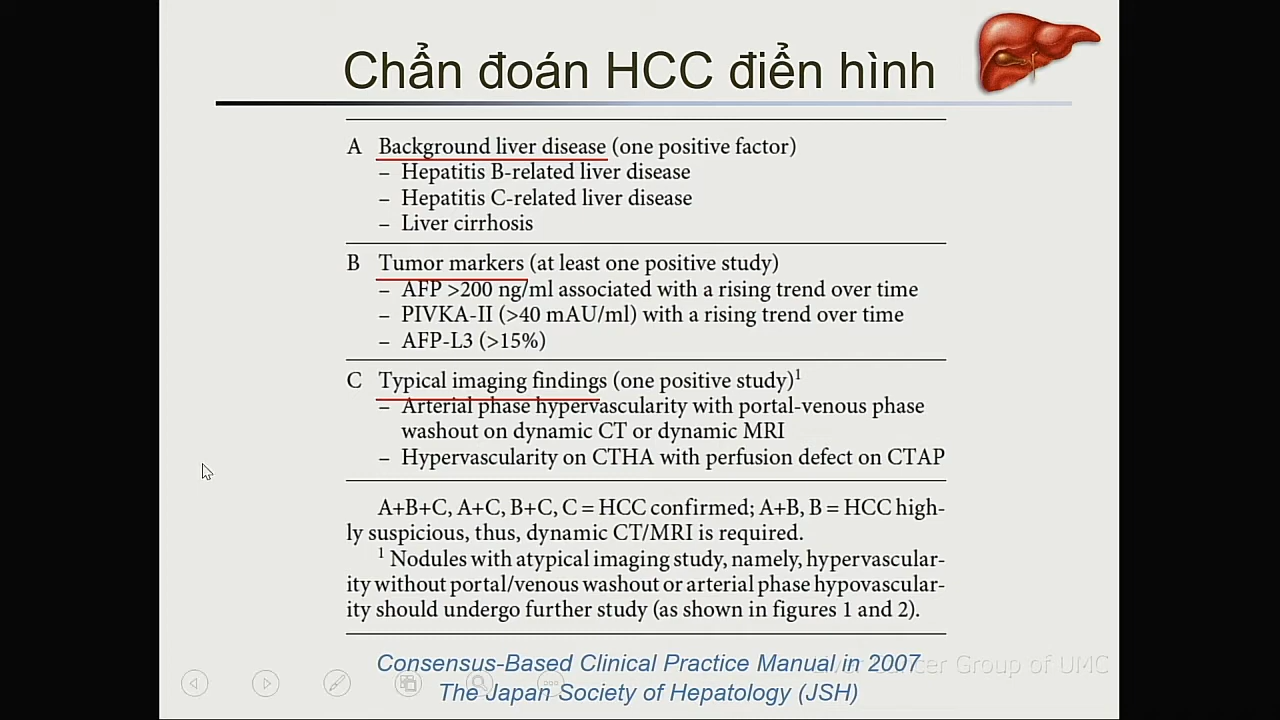 Chẩn đoán HCC điển hình
A Background liver disease (one positive factor)
– Hepatitis B-related liver disease
– Hepatitis C-related liver disease
– Liver cirrhosis
B Tumor markers (at least one positive study)
– AFP >200 ng/ml associated with a rising trend over time
– PIVKA-II (>40 mAU/ml) with a rising trend over time
– AFP-L3 (>15%)
C Typical imaging findings (one positive study)¹
– Arterial phase hypervascularity with portal-venous phase
washout on dynamic CT or dynamic MRI
– Hypervascularity on CTHA with perfusion defect on CTAP
A+B+C, A+C, B+C, C = HCC confirmed; A+B, B = HCC high-
ly suspicious, thus, dynamic CT/MRI is required.
¹ Nodules with atypical imaging study, namely, hypervascular-
ity without portal/venous washout or arterial phase hypovascular-
ity should undergo further study (as shown in figures 1 and 2).
Consensus-Based Clinical Practice Manual in 2007
The Japan Society of Hepatology (JSH)
Cancer Group of UMC